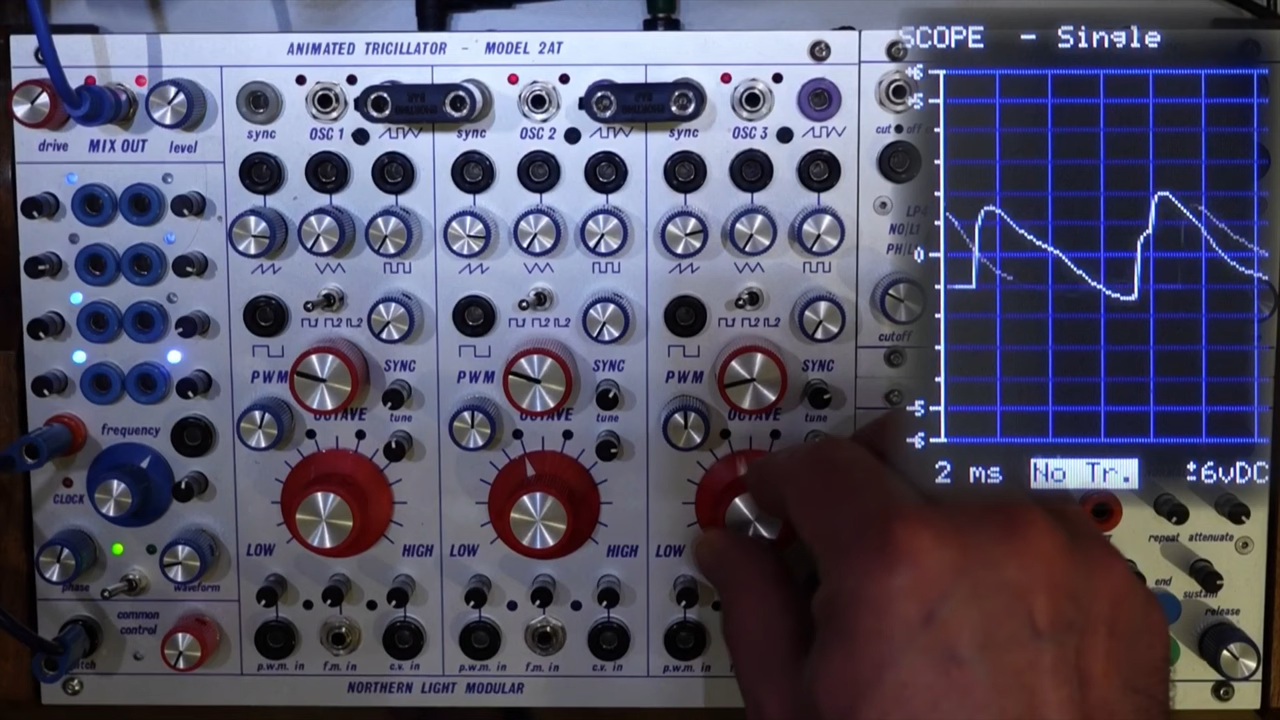 ANIMATED TRICILLATOR - MODEL 2AT
SCOPE - Single
+6
+5
0
-5
-6
2 ms No Tr. ±6vDC
drive MIX OUT level
sync OSC 1 sync OSC 2 sync OSC 3
cut off
NO/L1
cutoff
PWM SYNC PWM SYNC PWM SYNC
OCTAVE tune OCTAVE tune OCTAVE tune
frequency
CLOCK
LOW HIGH LOW HIGH LOW
phase waveform
common
control
p.w.m. in f.m. in c.v. in p.w.m. in f.m. in c.v. in p.w.m. in
repeat attenuate
end
sustain
release
NORTHERN LIGHT MODULAR